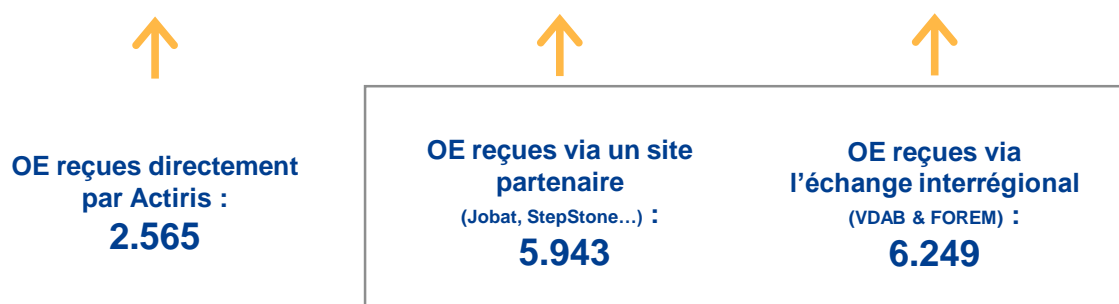 OE reçues directement
par Actiris :
2.565
OE reçues via un site
partenaire
(Jobat, StepStone…) :
5.943
OE reçues via
l’échange interrégional
(VDAB & FOREM) :
6.249